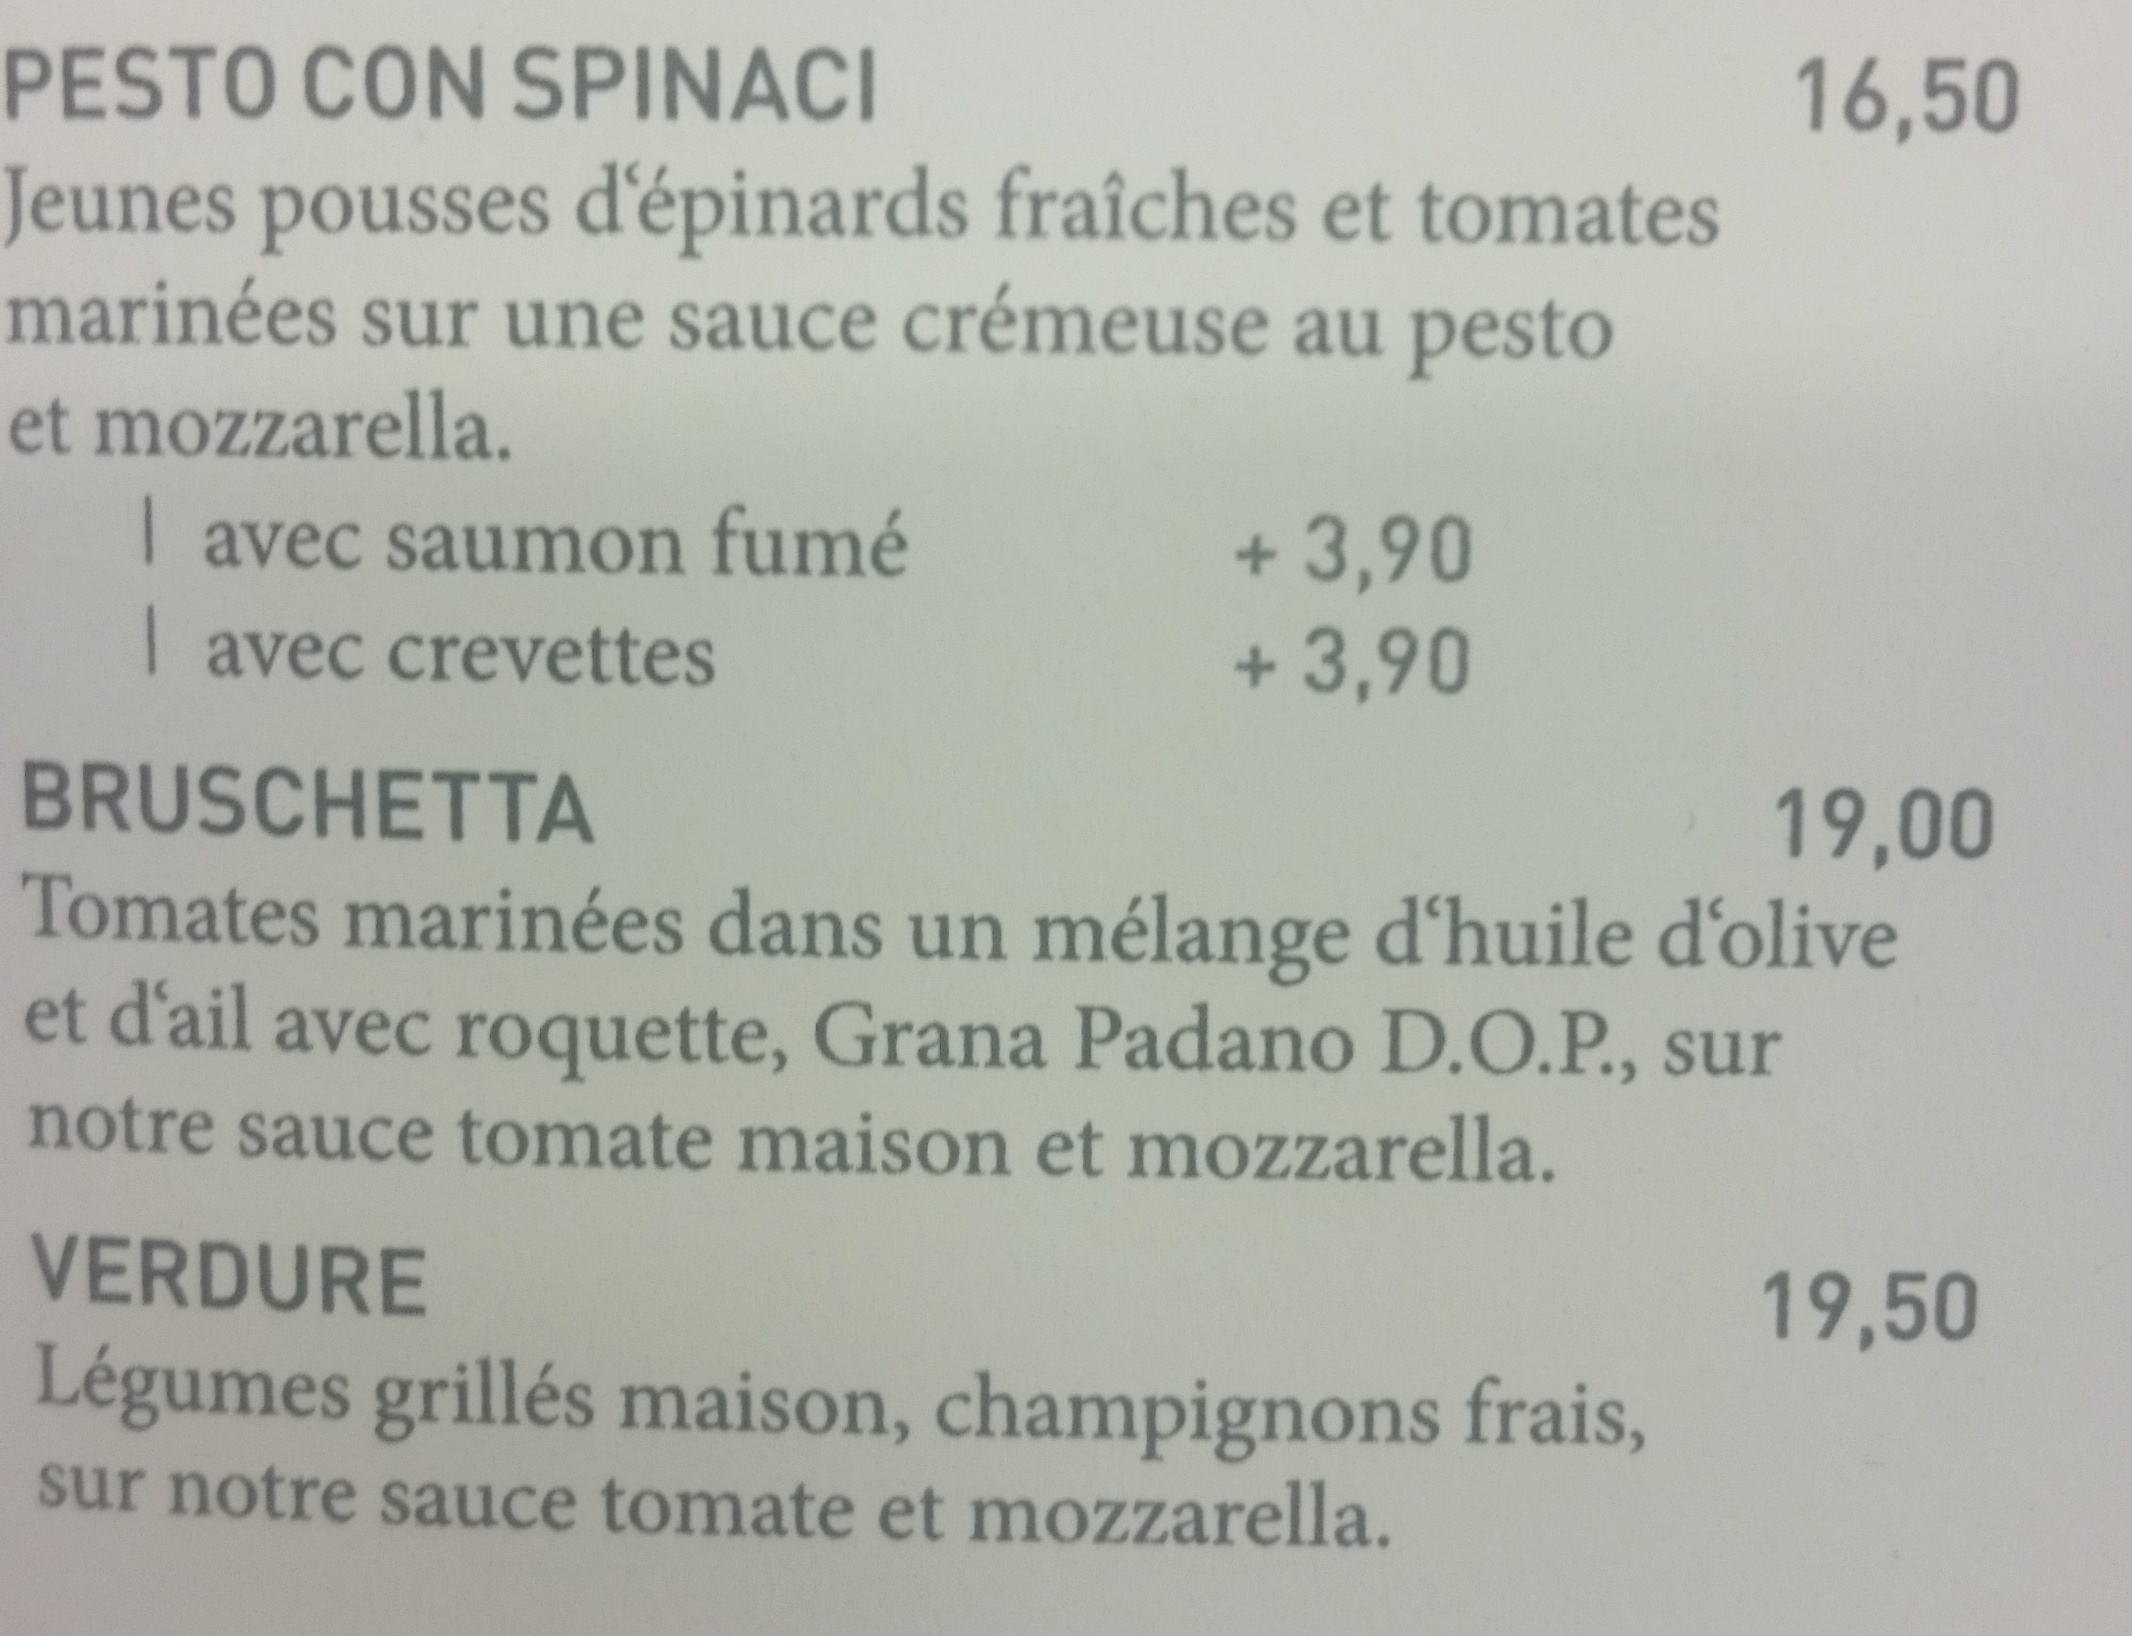 PESTO CON SPINACI 16,50
Jeunes pousses d‘épinards fraîches et tomates
marinées sur une sauce crémeuse au pesto
et mozzarella.
| avec saumon fumé + 3,90
| avec crevettes + 3,90
BRUSCHETTA 19,00
Tomates marinées dans un mélange d‘huile d‘olive
et d‘ail avec roquette, Grana Padano D.O.P., sur
notre sauce tomate maison et mozzarella.
VERDURE 19,50
Légumes grillés maison, champignons frais,
sur notre sauce tomate et mozzarella.